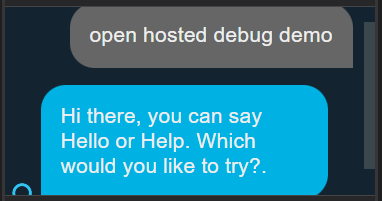 open hosted debug demo
Hi there, you can say
Hello or Help. Which
would you like to try?.